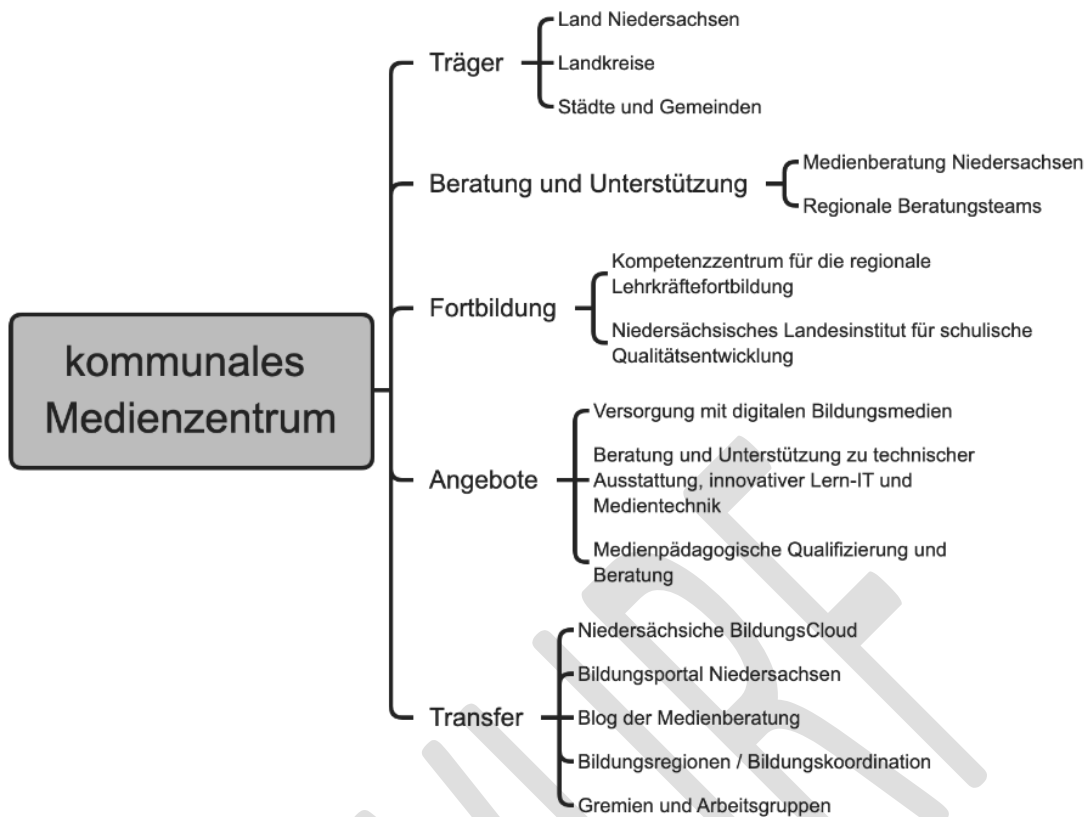 kommunales
Medienzentrum
Träger
Land Niedersachsen
Landkreise
Städte und Gemeinden
Beratung und Unterstützung
Medienberatung Niedersachsen
Regionale Beratungsteams
Fortbildung
Kompetenzzentrum für die regionale
Lehrkräftefortbildung
Niedersächsisches Landesinstitut für schulische
Qualitätsentwicklung
Angebote
Versorgung mit digitalen Bildungsmedien
Beratung und Unterstützung zu technischer
Ausstattung, innovativer Lern-IT und
Medientechnik
Medienpädagogische Qualifizierung und
Beratung
Transfer
Niedersächsiche BildungsCloud
Bildungsportal Niedersachsen
Blog der Medienberatung
Bildungsregionen / Bildungskoordination
Gremien und Arbeitsgruppen